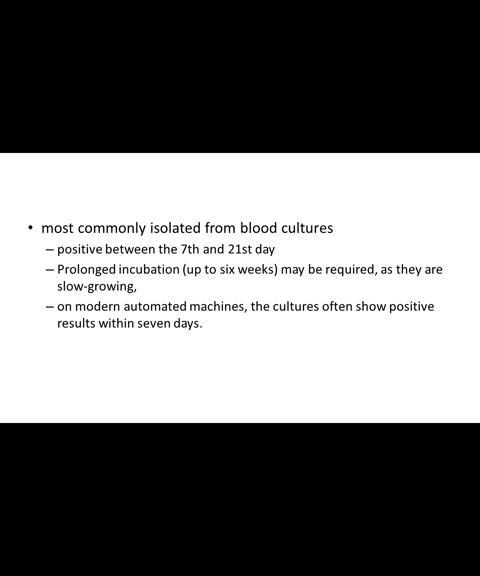 • most commonly isolated from blood cultures
– positive between the 7th and 21st day
– Prolonged incubation (up to six weeks) may be required, as they are
slow-growing,
– on modern automated machines, the cultures often show positive
results within seven days.